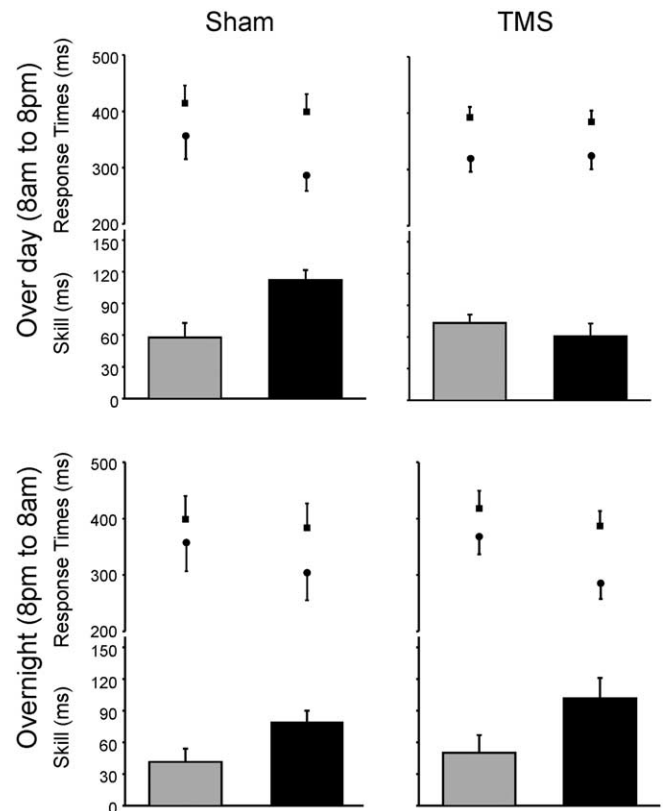 Sham
TMS
Over day (8am to 8pm)
Response Times (ms)
500
400
300
200
Skill (ms)
150
120
90
60
30
0
Overnight (8pm to 8am)
Response Times (ms)
500
400
300
200
Skill (ms)
150
120
90
60
30
0